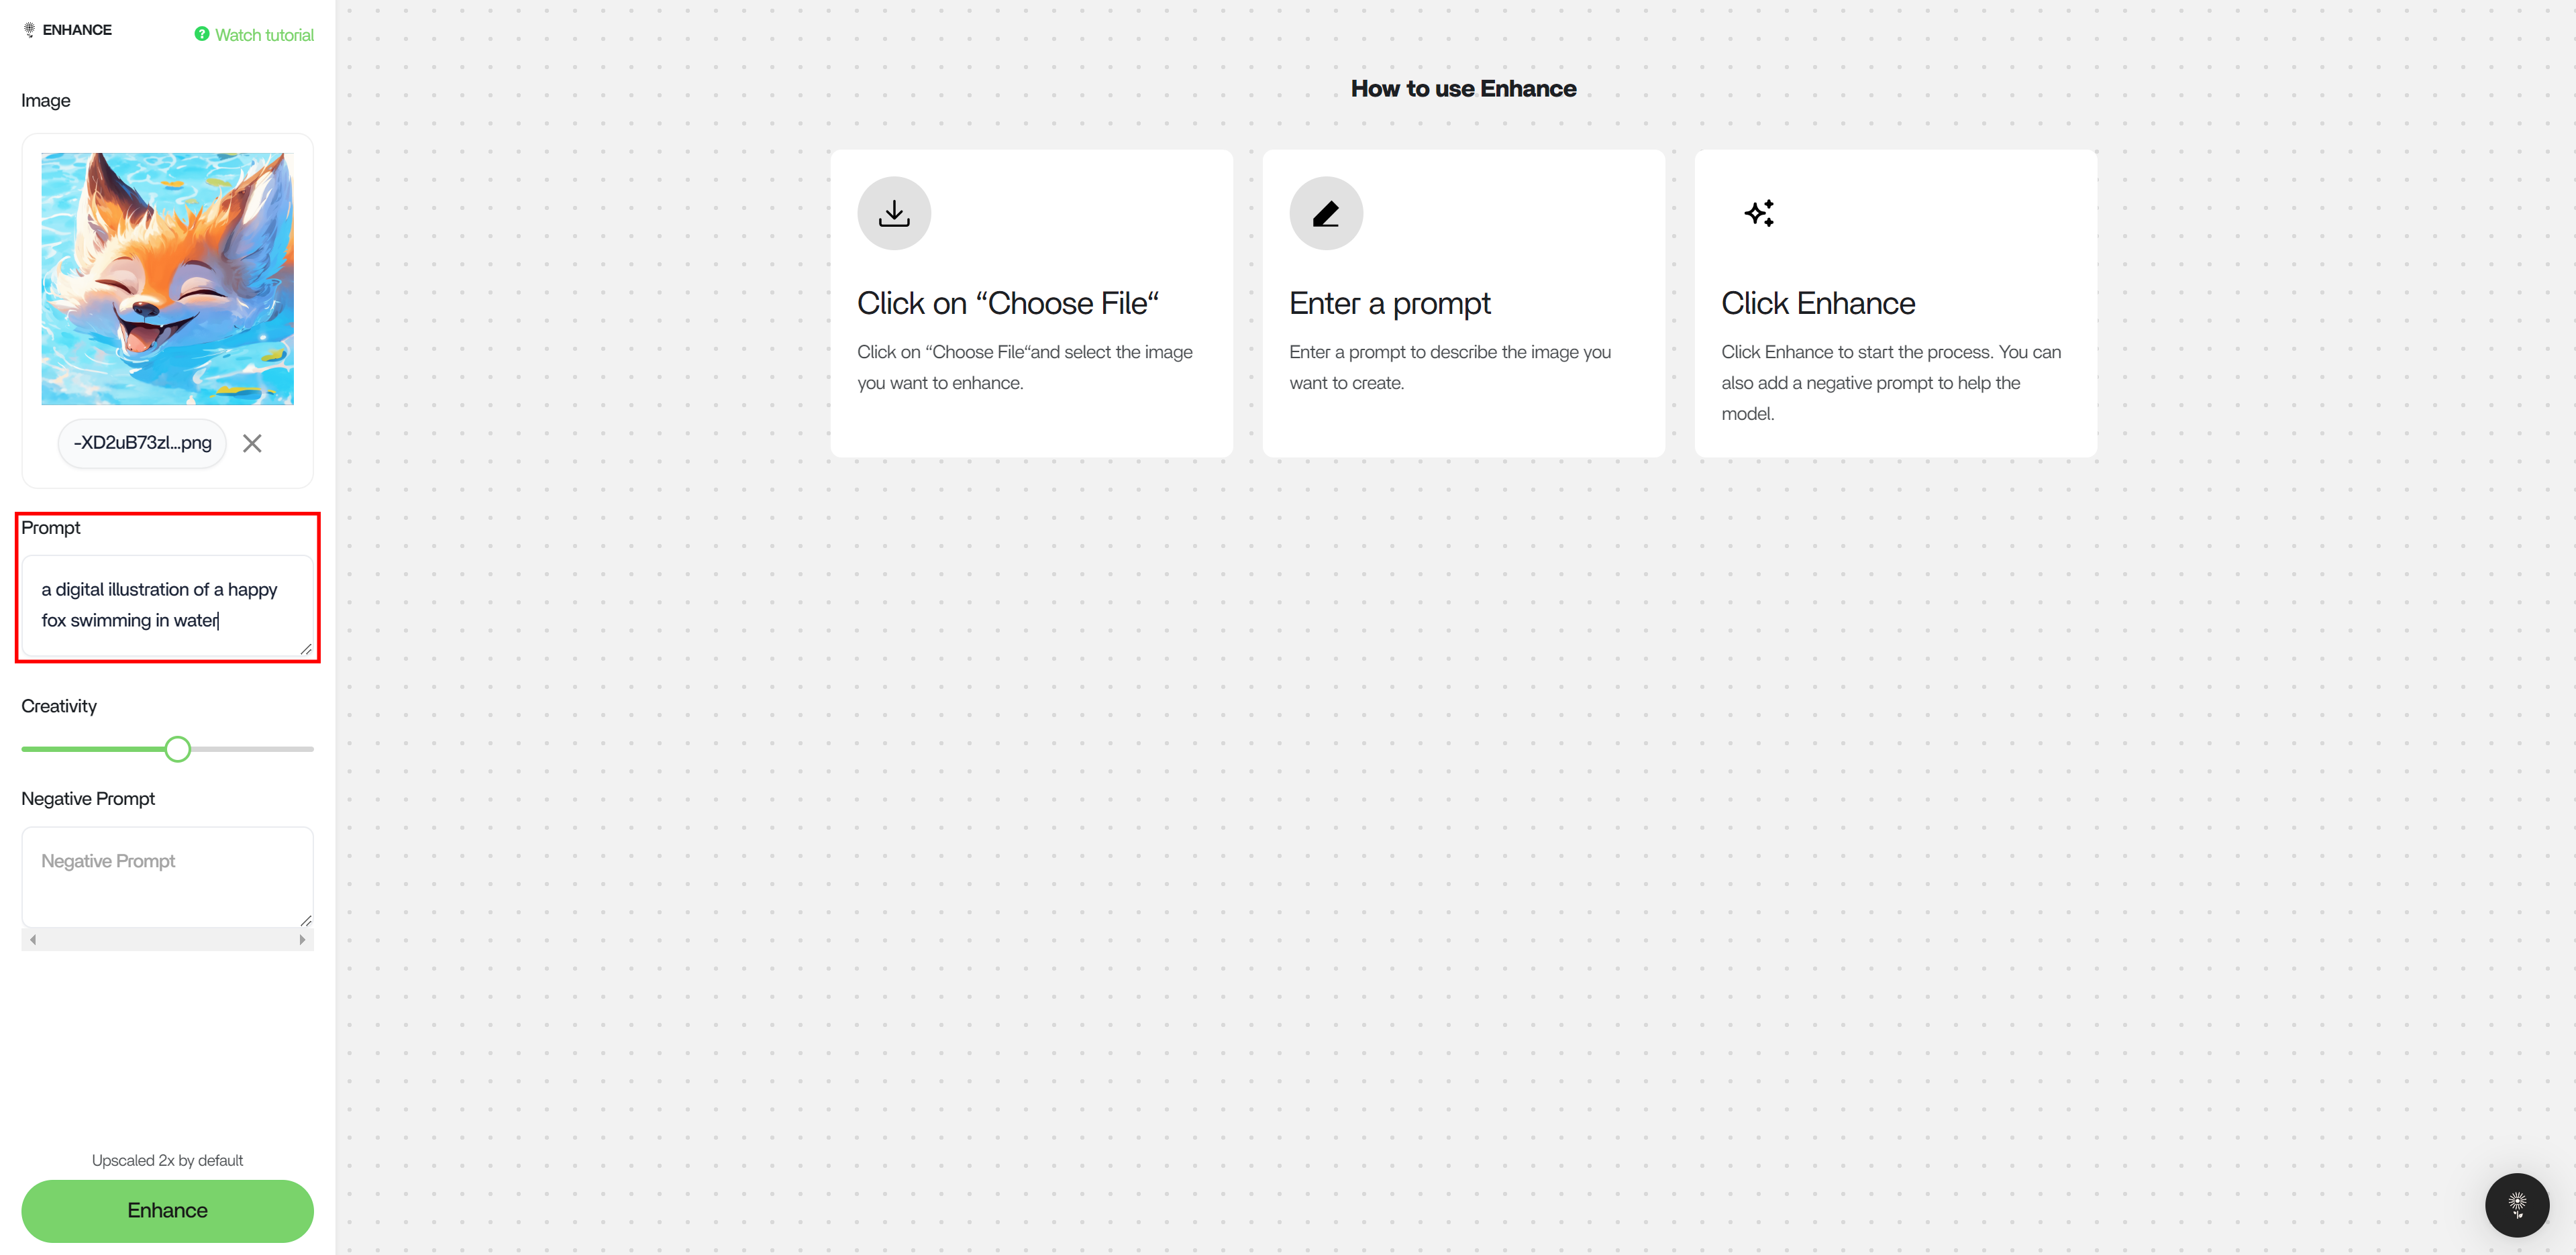 ENHANCE
Watch tutorial
Image
-XD2uB73zl...png
Prompt
a digital illustration of a happy
fox swimming in water
Creativity
Negative Prompt
Negative Prompt
Upscaled 2x by default
Enhance
How to use Enhance
Click on “Choose File“
Click on “Choose File“and select the image
you want to enhance.
Enter a prompt
Enter a prompt to describe the image you
want to create.
Click Enhance
Click Enhance to start the process. You can
also add a negative prompt to help the
model.